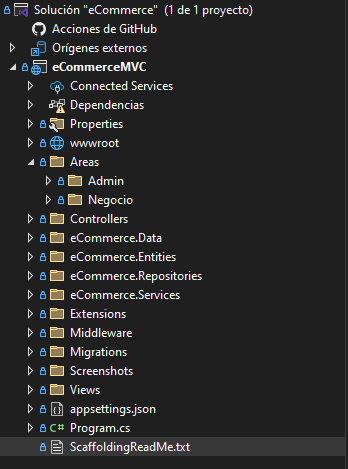 Solución "eCommerce" (1 de 1 proyecto)
Acciones de GitHub
Orígenes externos
eCommerceMVC
Connected Services
Dependencias
Properties
wwwroot
Areas
Admin
Negocio
Controllers
eCommerce.Data
eCommerce.Entities
eCommerce.Repositories
eCommerce.Services
Extensions
Middleware
Migrations
Screenshots
Views
appsettings.json
C# Program.cs
ScaffoldingReadMe.txt